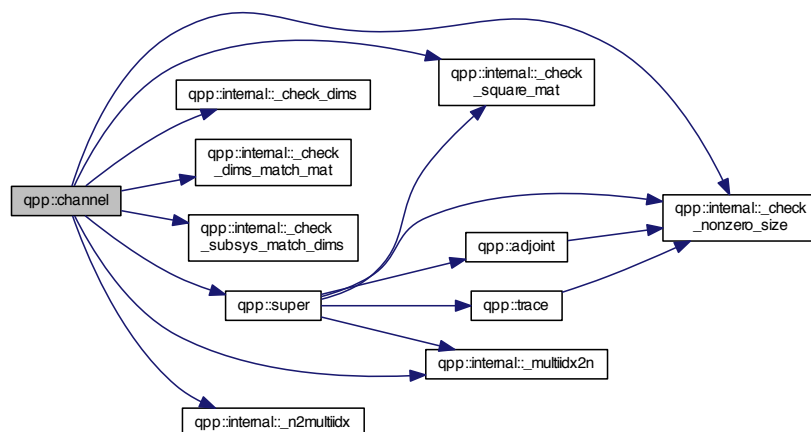 qpp::internal::_check
_square_mat
qpp::internal::_check_dims
qpp::internal::_check
_dims_match_mat
qpp::channel
qpp::internal::_check
_nonzero_size
qpp::internal::_check
_subsys_match_dims
qpp::adjoint
qpp::super
qpp::trace
qpp::internal::_multiidx2n
qpp::internal::_n2multiidx